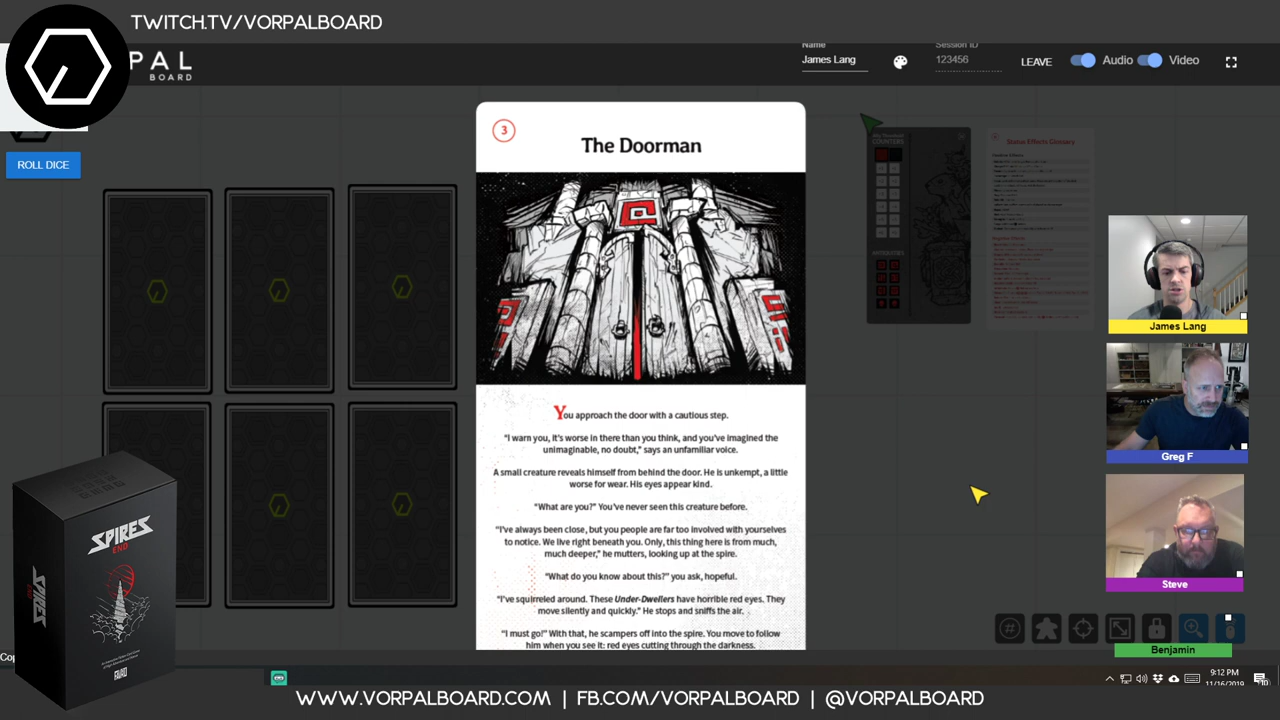 TWITCH.TV/VORPALBOARD
PAL
BOARD
Name
James Lang
Session ID
123456
LEAVE
Audio
Video
ROLL DICE
3
The Doorman
You approach the door with a cautious step.
"I warn you, it's worse in there than you think, and you've imagined the
unimaginable, no doubt," says an unfamiliar voice.
A small creature reveals himself from behind the door. He is unkempt, a little
worse for wear. His eyes appear kind.
"What are you?" You've never seen this creature before.
"I've always been close, but you people are far too involved with yourselves
to notice. We live right beneath you. Only, this thing here is from much,
much deeper," he mutters, looking up at the spire.
"What do you know about this?" you ask, hopeful.
"I've squirreled around. These Under-Dwellers have horrible red eyes. They
move silently and quickly." He stops and sniffs the air.
"I must go!" With that, he scampers off into the spire. You move to follow
him when you see it: red eyes cutting through the darkness.
COUNTERS
Status Effects Glossary
James Lang
Greg F
Steve
Benjamin
SPIRES
END
SPIRES
END
Cop
9:12 PM
11/16/2019
WWW.VORPALBOARD.COM | FB.COM/VORPALBOARD | @VORPALBOARD